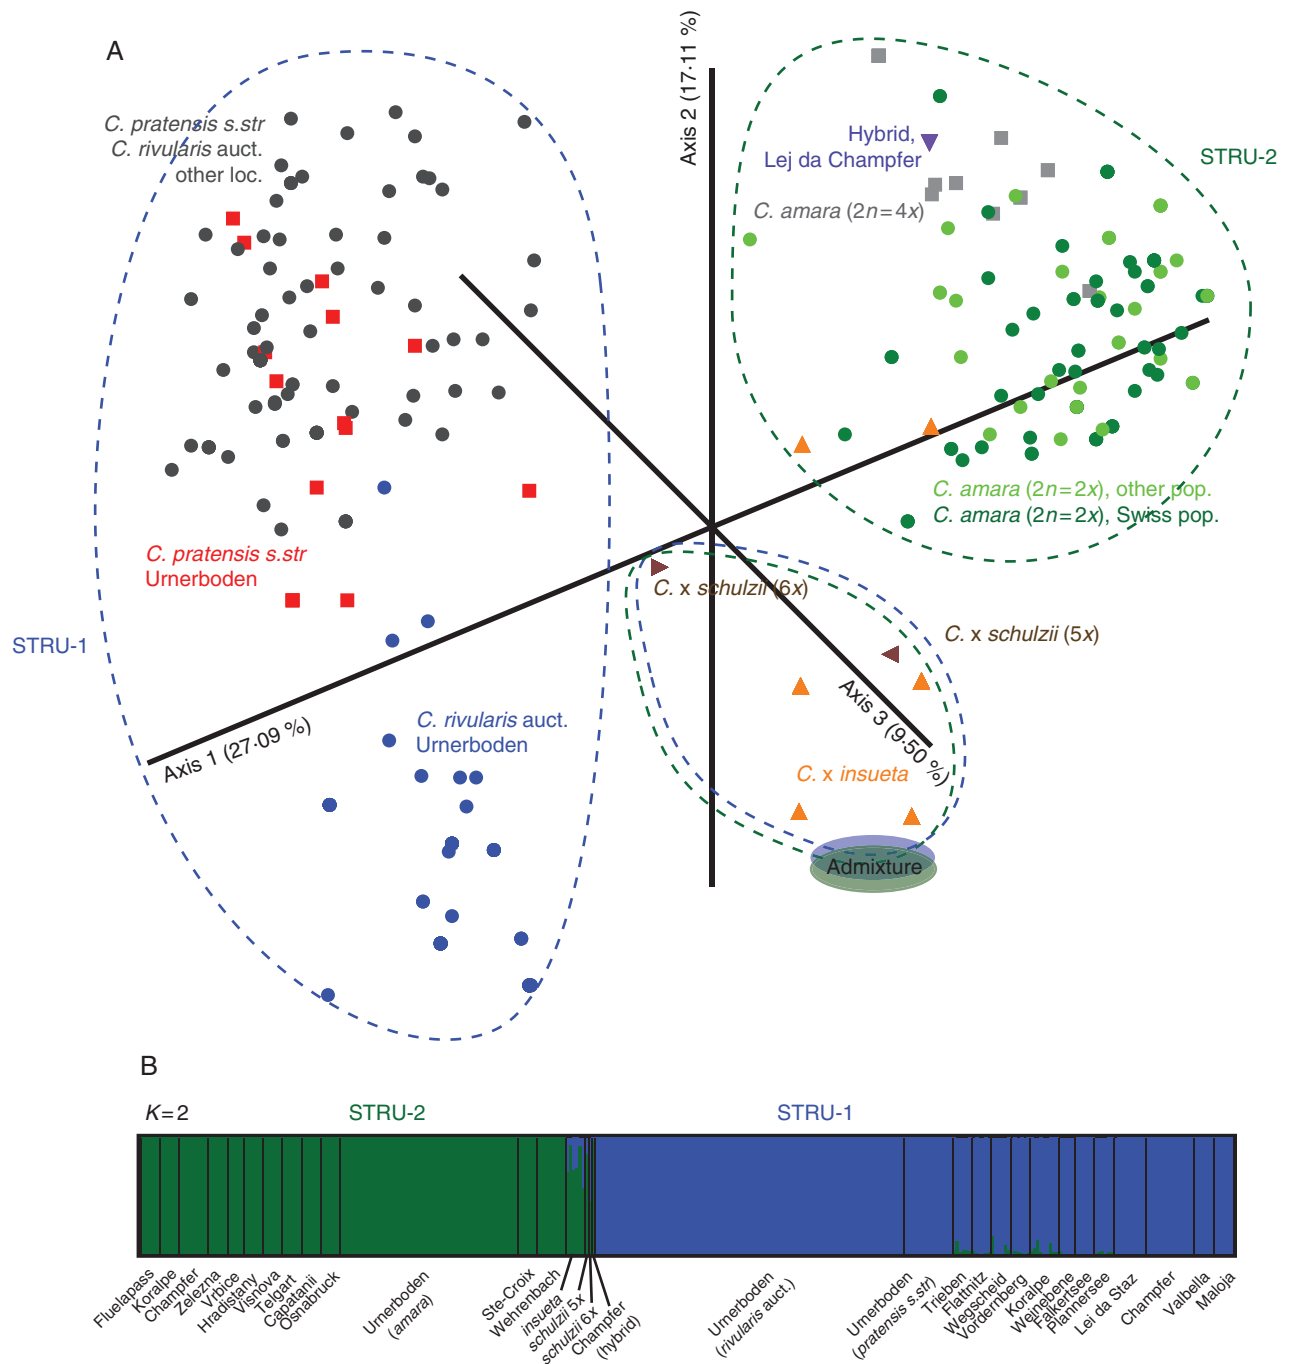 A
Axis 2 (17·11 %)
C. pratensis s.str
C. rivularis auct.
other loc.
Hybrid,
Lej da Champfer
STRU-2
C. amara (2n=4x)
C. amara (2n=2x), other pop.
C. amara (2n=2x), Swiss pop.
C. pratensis s.str
Urnerboden
C. x schulzii (6x)
C. x schulzii (5x)
STRU-1
Axis 3 (9·50 %)
C. rivularis auct.
Urnerboden
Axis 1 (27·09 %)
C. x insueta
Admixture
B
K=2
STRU-2
STRU-1
Fluelapass
Koralpe
Champfer
Zelezna
Vrbice
Hradistany
Visnova
Telgart
Capatanii
Osnabruck
Urnerboden
(amara)
Ste-Croix
Wehrenbach
insueta
schulzii 5x
schulzii 6x
Champfer
(hybrid)
Urnerboden
(rivularis auct.)
Urnerboden
(pratensis s.str)
Trieben
Flattnitz
Wegscheid
Vordernberg
Koralpe
Weinebene
Falkertsee
Plannersee
Lei da Staz
Champfer
Valbella
Maloja